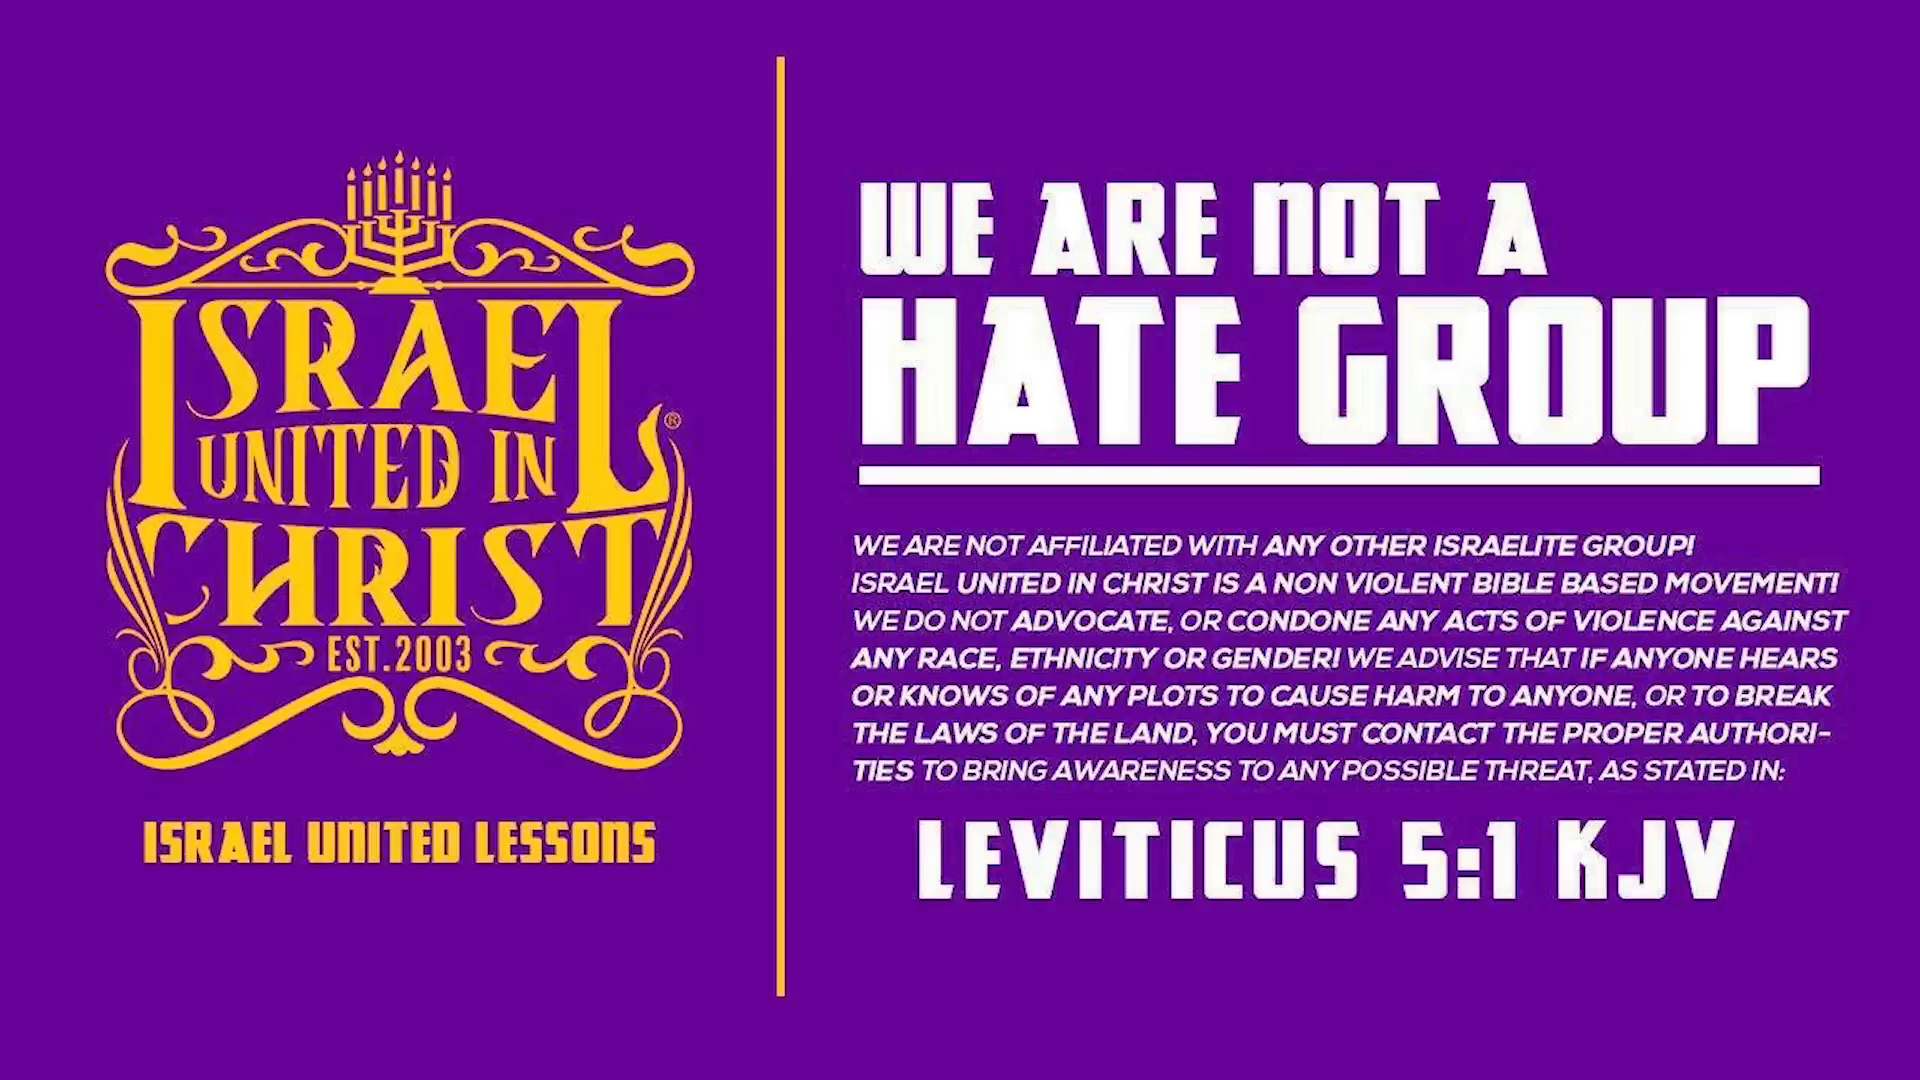 ISRAEL
UNITED IN
CHRIST
®
EST.2003
ISRAEL UNITED LESSONS
WE ARE NOT A
HATE GROUP
WE ARE NOT AFFILIATED WITH ANY OTHER ISRAELITE GROUP!
ISRAEL UNITED IN CHRIST IS A NON VIOLENT BIBLE BASED MOVEMENT!
WE DO NOT ADVOCATE, OR CONDONE ANY ACTS OF VIOLENCE AGAINST
ANY RACE, ETHNICITY OR GENDER! WE ADVISE THAT IF ANYONE HEARS
OR KNOWS OF ANY PLOTS TO CAUSE HARM TO ANYONE, OR TO BREAK
THE LAWS OF THE LAND, YOU MUST CONTACT THE PROPER AUTHORI-
TIES TO BRING AWARENESS TO ANY POSSIBLE THREAT, AS STATED IN:
LEVITICUS 5:1 KJV